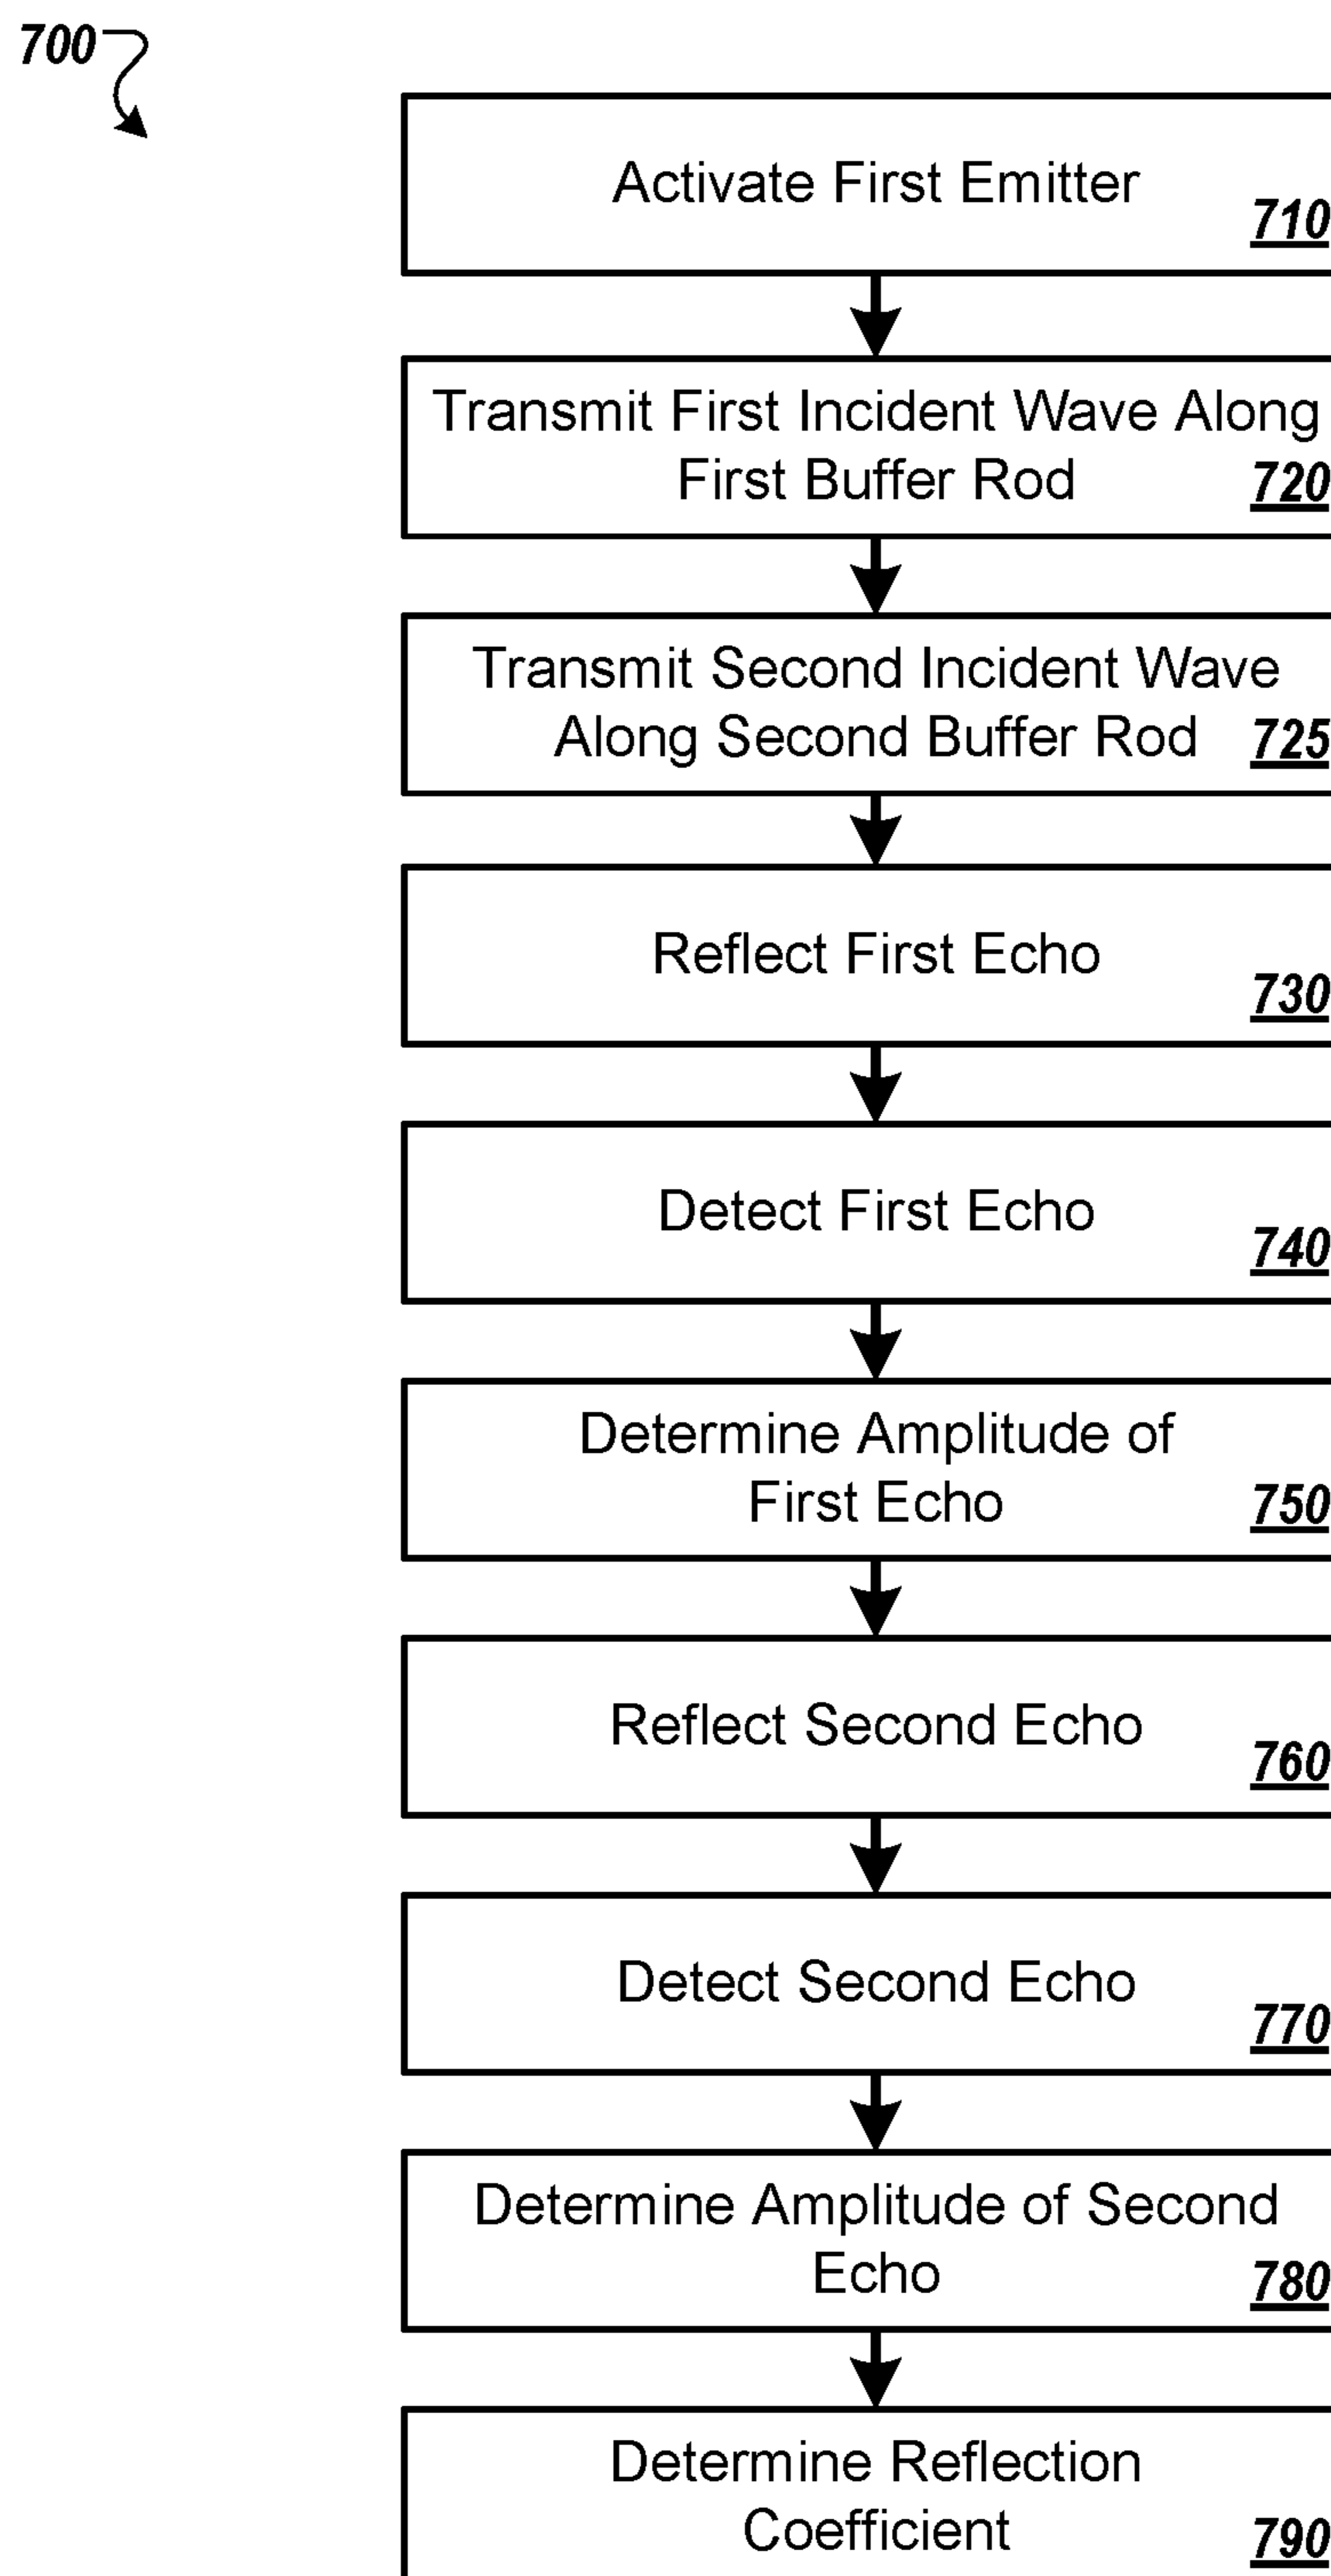 700
Activate First Emitter
710
Transmit First Incident Wave Along
First Buffer Rod
720
Transmit Second Incident Wave
Along Second Buffer Rod
725
Reflect First Echo
730
Detect First Echo
740
Determine Amplitude of
First Echo
750
Reflect Second Echo
760
Detect Second Echo
770
Determine Amplitude of Second
Echo
780
Determine Reflection
Coefficient
790